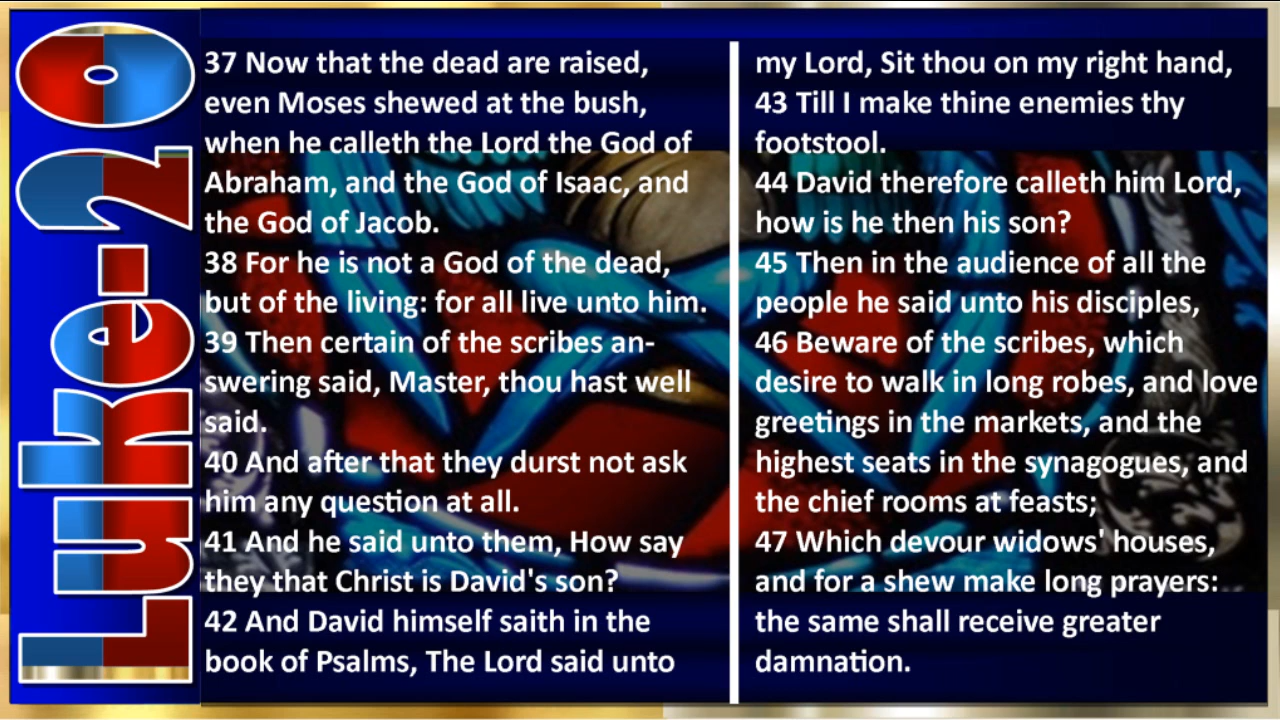 Luke-20
37 Now that the dead are raised,
even Moses shewed at the bush,
when he calleth the Lord the God of
Abraham, and the God of Isaac, and
the God of Jacob.
38 For he is not a God of the dead,
but of the living: for all live unto him.
39 Then certain of the scribes an-
swering said, Master, thou hast well
said.
40 And after that they durst not ask
him any question at all.
41 And he said unto them, How say
they that Christ is David's son?
42 And David himself saith in the
book of Psalms, The Lord said unto
my Lord, Sit thou on my right hand,
43 Till I make thine enemies thy
footstool.
44 David therefore calleth him Lord,
how is he then his son?
45 Then in the audience of all the
people he said unto his disciples,
46 Beware of the scribes, which
desire to walk in long robes, and love
greetings in the markets, and the
highest seats in the synagogues, and
the chief rooms at feasts;
47 Which devour widows' houses,
and for a shew make long prayers:
the same shall receive greater
damnation.